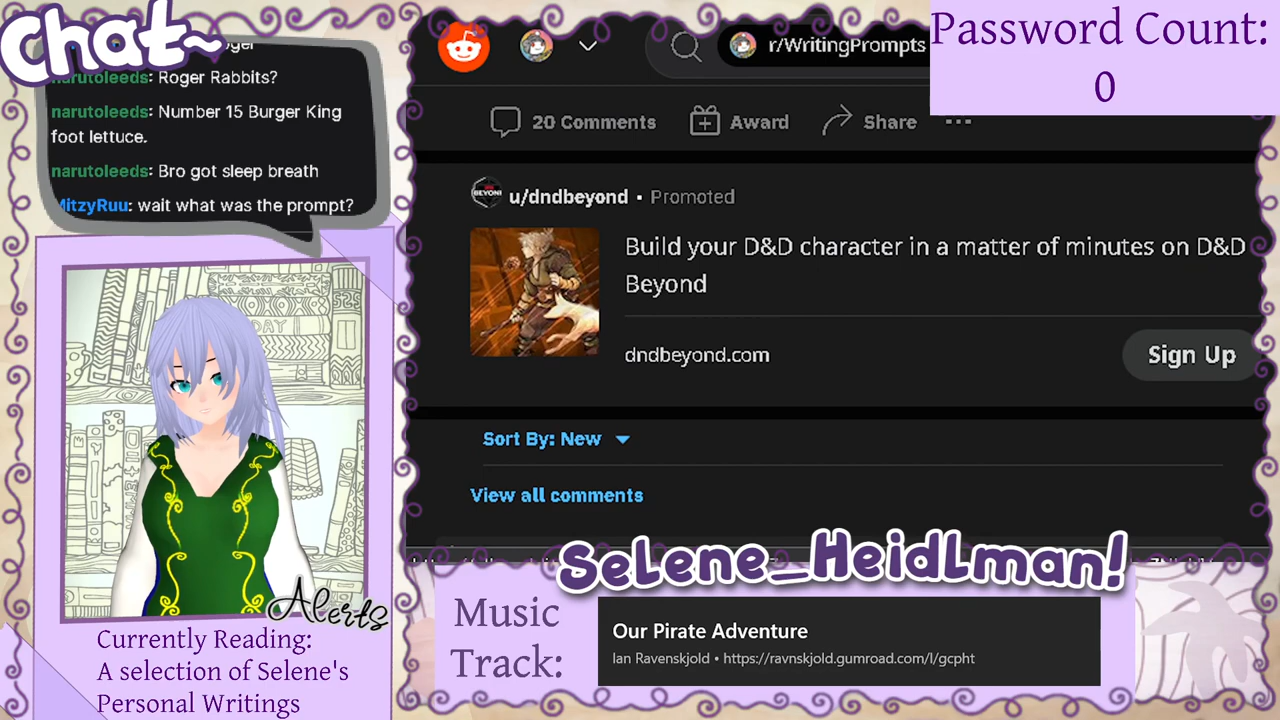 Chat~
narutoleeds: Roger Rabbits?
narutoleeds: Number 15 Burger King
foot lettuce.
narutoleeds: Bro got sleep breath
MitzyRuu: wait what was the prompt?
r/WritingPrompts
Password Count:
0
20 Comments
Award
Share
BEYOND
u/dndbeyond • Promoted
Build your D&D character in a matter of minutes on D&D
Beyond
dndbeyond.com
Sign Up
Sort By: New
View all comments
DAY
Selene_Heidlman!
Alerts
Currently Reading:
A selection of Selene's
Personal Writings
Music
Track:
Our Pirate Adventure
Ian Ravenskjold • https://ravnskjold.gumroad.com/l/gcpht